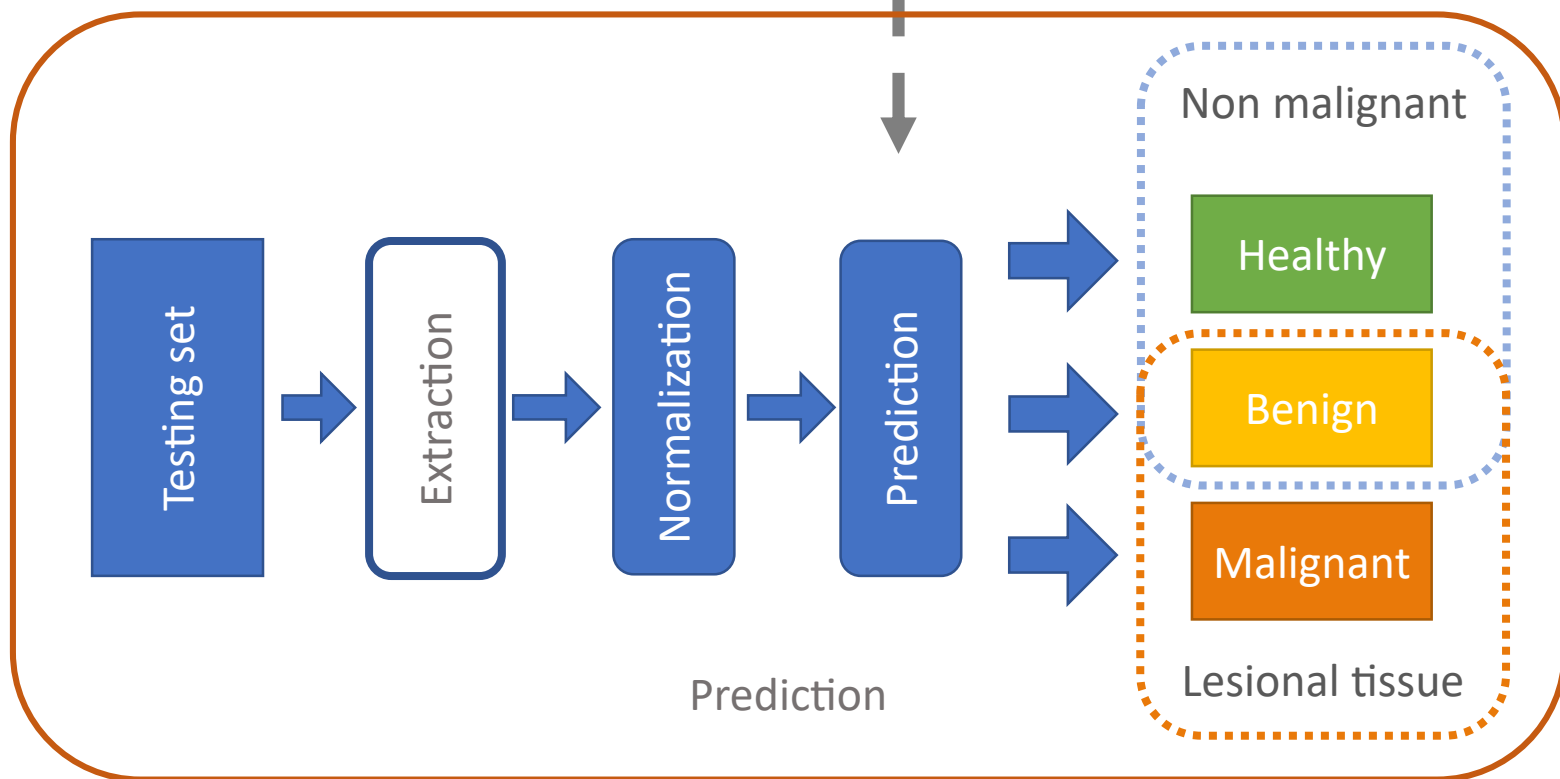 Testing set
Extraction
Normalization
Prediction
Non malignant
Healthy
Benign
Malignant
Lesional tissue
Prediction